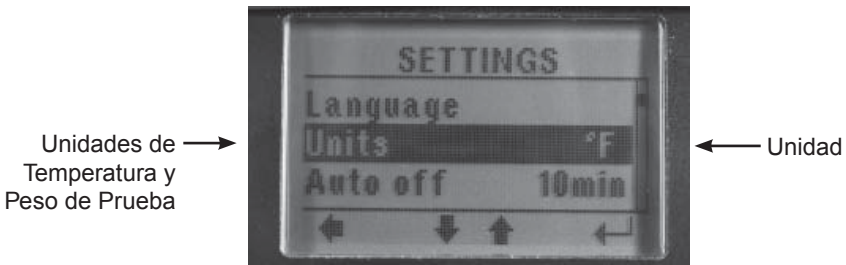 SETTINGS
Language
Unidades de
Temperatura y
Peso de Prueba
Units °F
Unidad
Auto off 10min